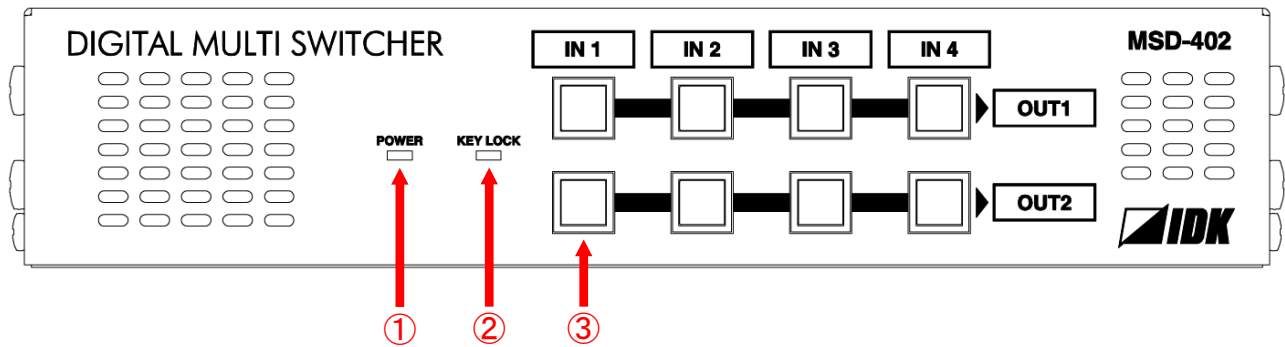 DIGITAL MULTI SWITCHER
IN 1 IN 2 IN 3 IN 4
MSD-402
OUT1
POWER KEY LOCK
OUT2
IDK
① ② ③